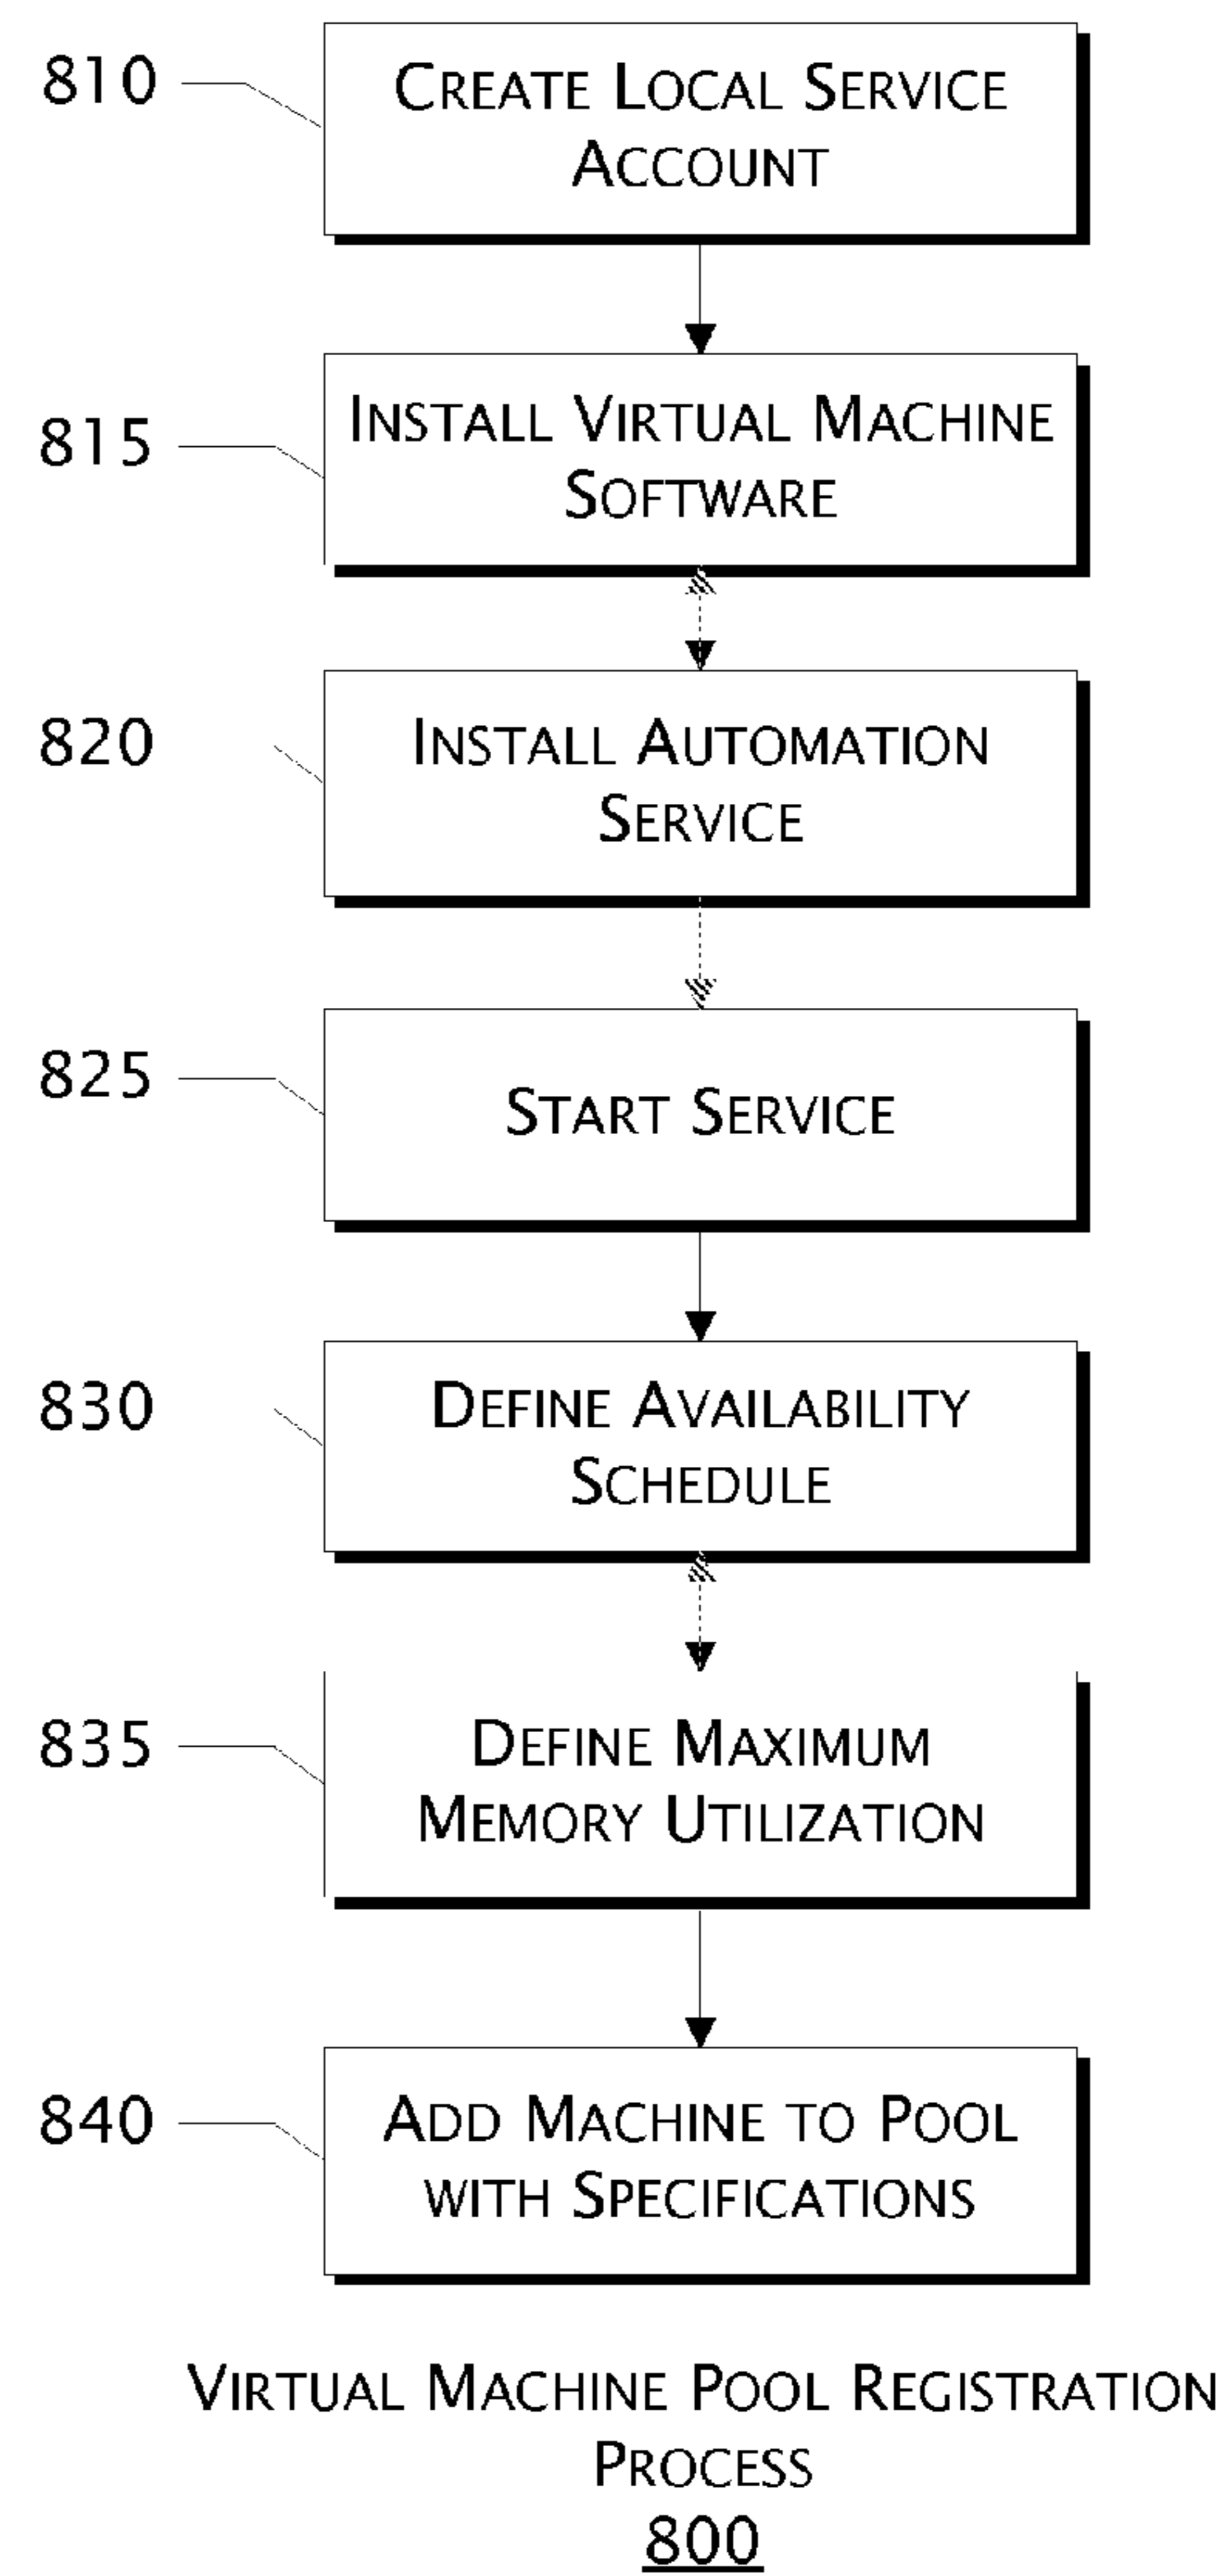 810
CREATE LOCAL SERVICE
ACCOUNT
815
INSTALL VIRTUAL MACHINE
SOFTWARE
820
INSTALL AUTOMATION
SERVICE
825
START SERVICE
830
DEFINE AVAILABILITY
SCHEDULE
835
DEFINE MAXIMUM
MEMORY UTILIZATION
840
ADD MACHINE TO POOL
WITH SPECIFICATIONS
VIRTUAL MACHINE POOL REGISTRATION
PROCESS
800